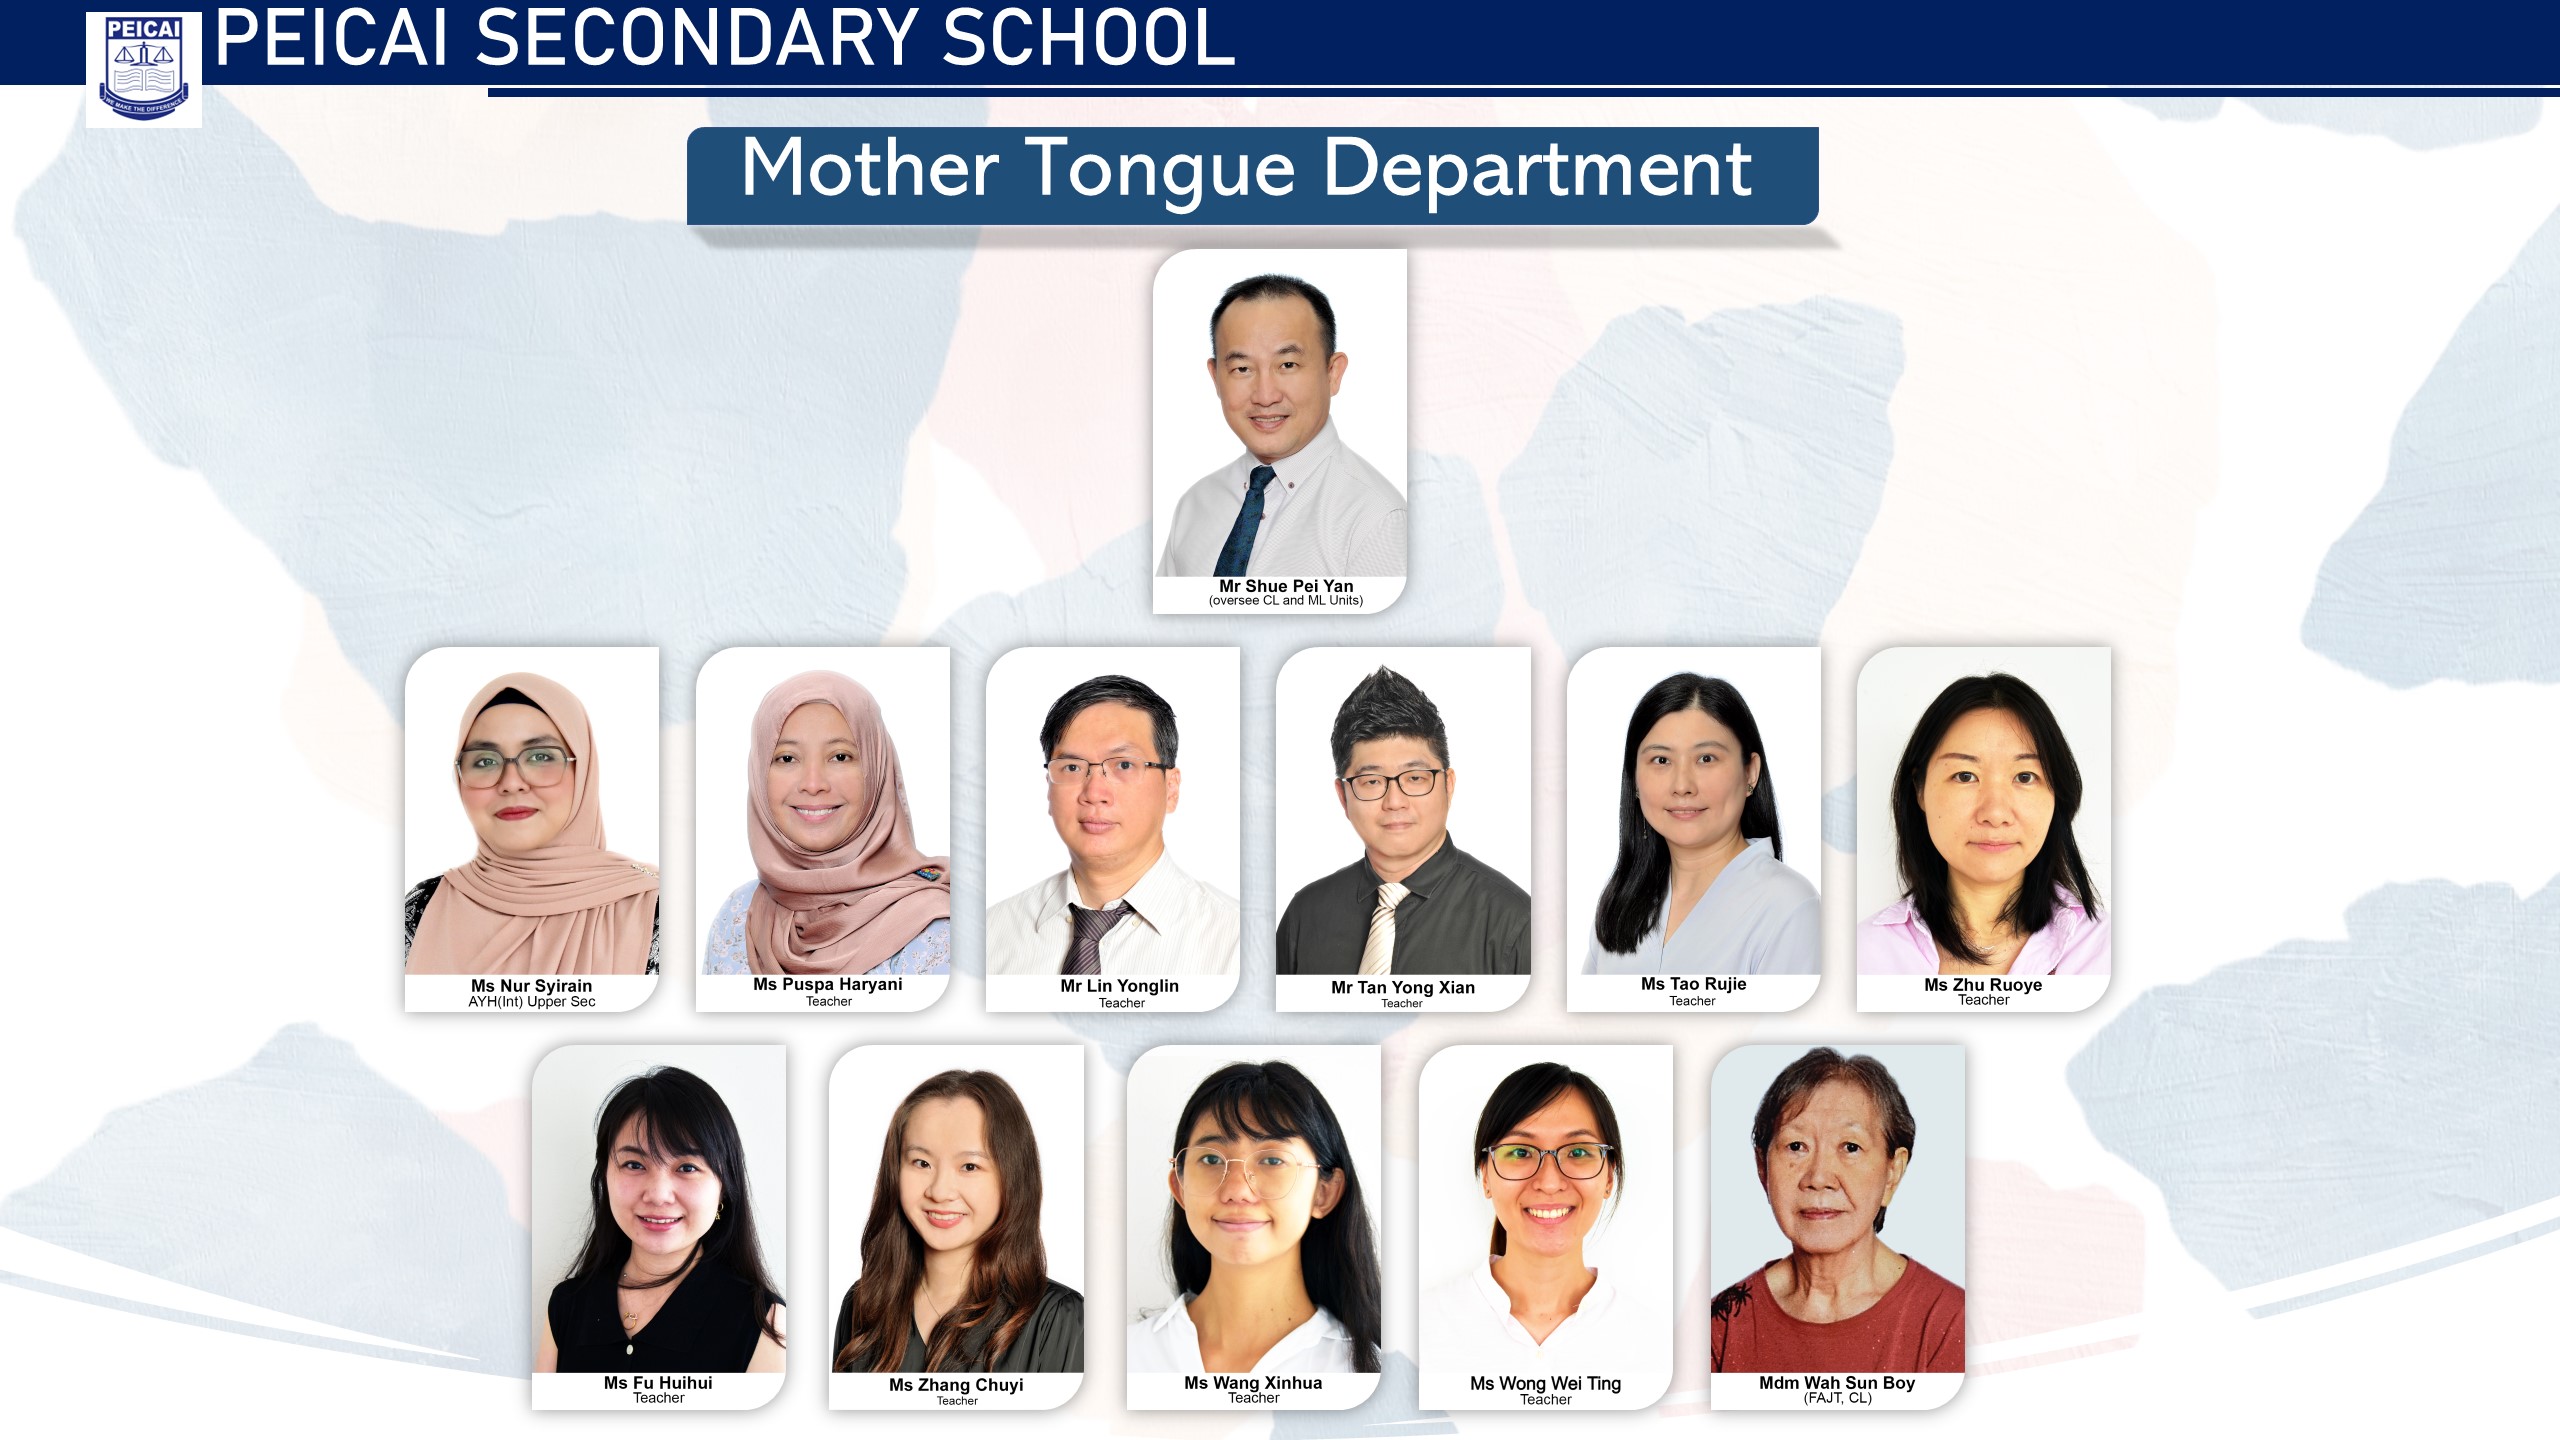 PEICAI SECONDARY SCHOOL
PEICAI
WE MAKE THE DIFFERENCE
Mother Tongue Department
Mr Shue Pei Yan
(oversee CL and ML Units)
Ms Nur Syirain
AYH(Int) Upper Sec
Ms Puspa Haryani
Teacher
Mr Lin Yonglin
Teacher
Mr Tan Yong Xian
Teacher
Ms Tao Rujie
Teacher
Ms Zhu Ruoye
Teacher
Ms Fu Huihui
Teacher
Ms Zhang Chuyi
Teacher
Ms Wang Xinhua
Teacher
Ms Wong Wei Ting
Teacher
Mdm Wah Sun Boy
(FAJT, CL)